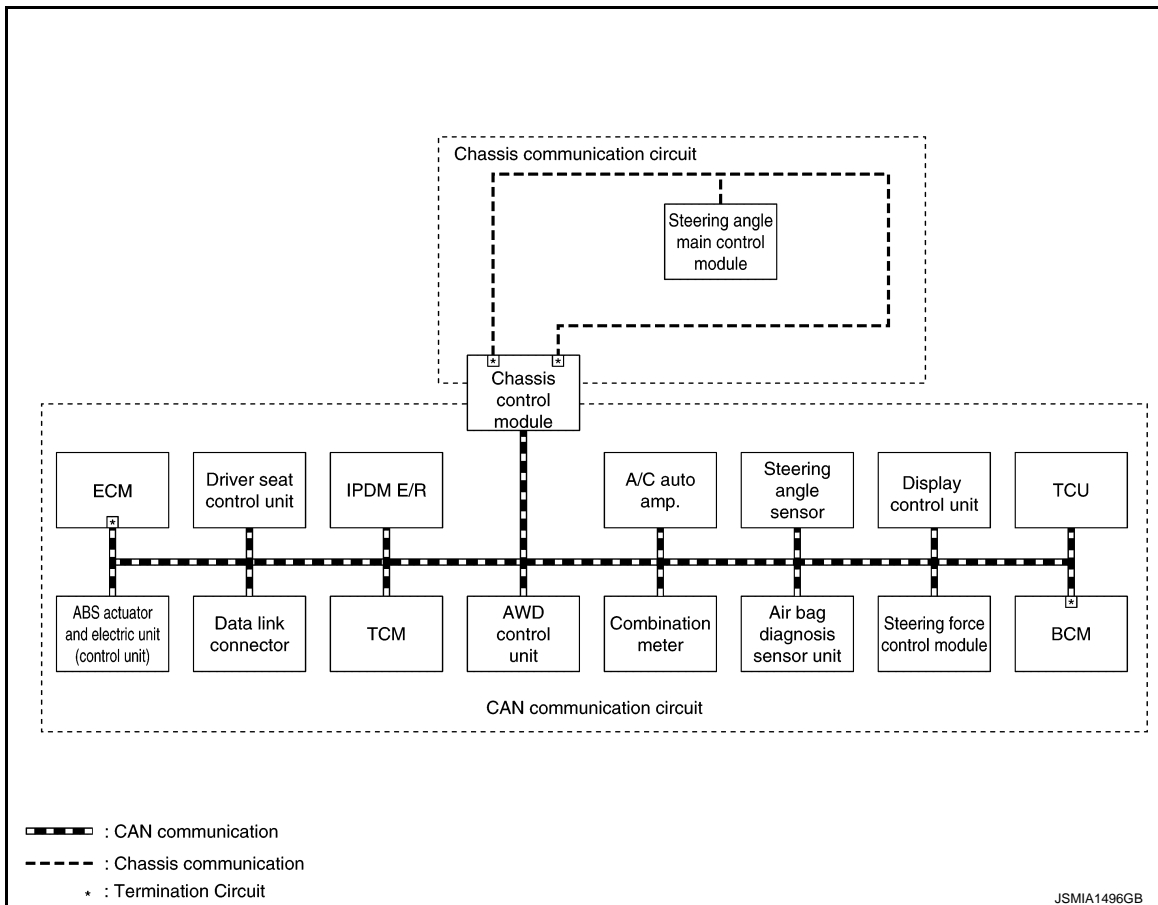 Chassis communication circuit
Steering angle
main control
module
*
*
Chassis
control
module
ECM
*
Driver seat
control unit
IPDM E/R
A/C auto
amp.
Steering
angle
sensor
Display
control unit
TCU
ABS actuator
and electric unit
(control unit)
Data link
connector
TCM
AWD
control
unit
Combination
meter
Air bag
diagnosis
sensor unit
Steering force
control module
*
BCM
CAN communication circuit
: CAN communication
: Chassis communication
* : Termination Circuit
JSMIA1496GB